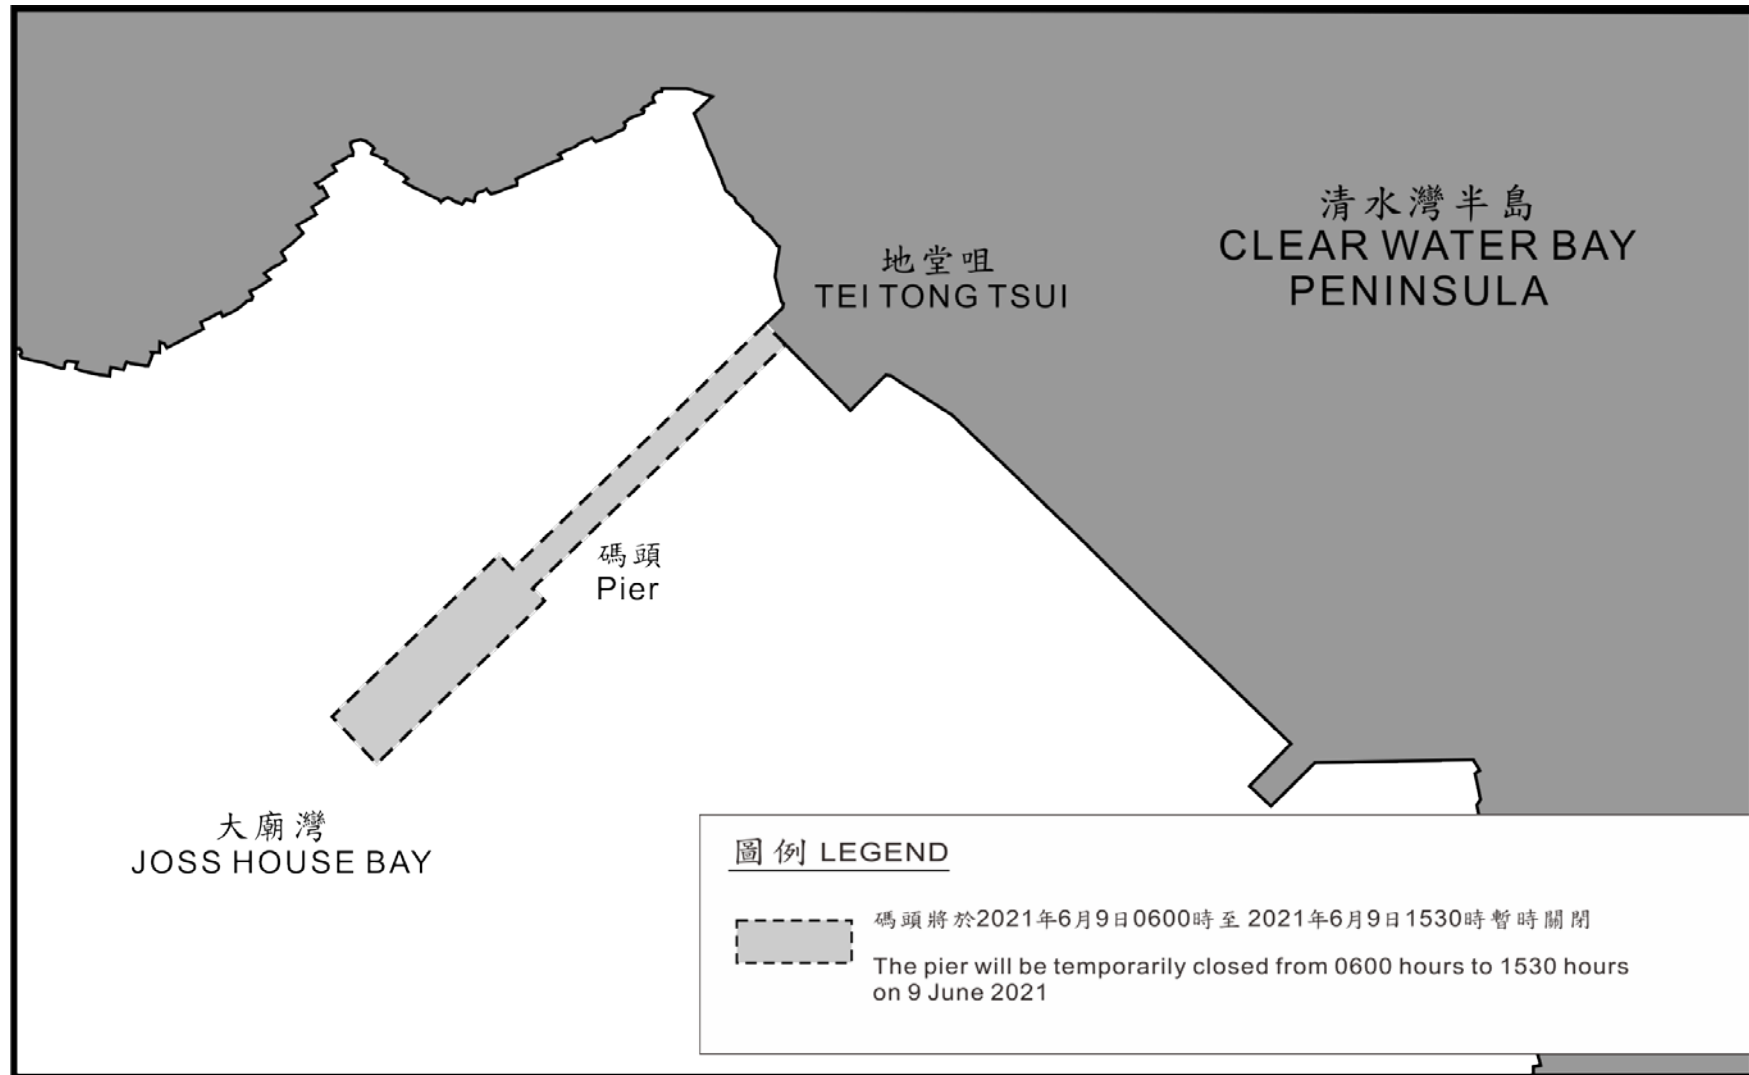 清水灣半島
CLEAR WATER BAY
PENINSULA
地堂咀
TEI TONG TSUI
碼頭
Pier
大廟灣
JOSS HOUSE BAY
圖例 LEGEND
碼頭將於2021年6月9日0600時至 2021年6月9日1530時暫時關閉
The pier will be temporarily closed from 0600 hours to 1530 hours
on 9 June 2021